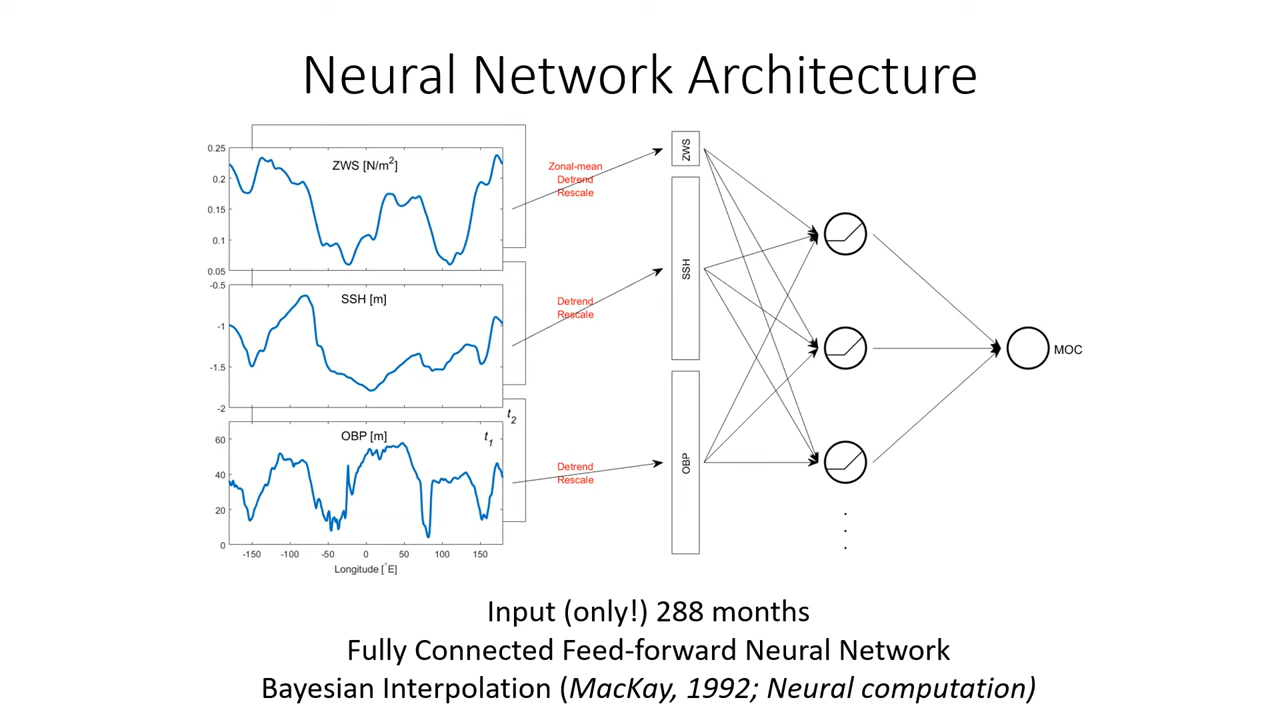 Neural Network Architecture
ZWS [N/m²]
0.25
0.2
0.15
0.1
0.05
Zonal-mean
Detrend
Rescale
ZWS
SSH [m]
-0.5
-1
-1.5
-2
Detrend
Rescale
SSH
MOC
OBP [m]
t₁
t₂
60
40
20
0
-150 -100 -50 0 50 100 150
Longitude [°E]
Detrend
Rescale
OBP
Input (only!) 288 months
Fully Connected Feed-forward Neural Network
Bayesian Interpolation (MacKay, 1992; Neural computation)